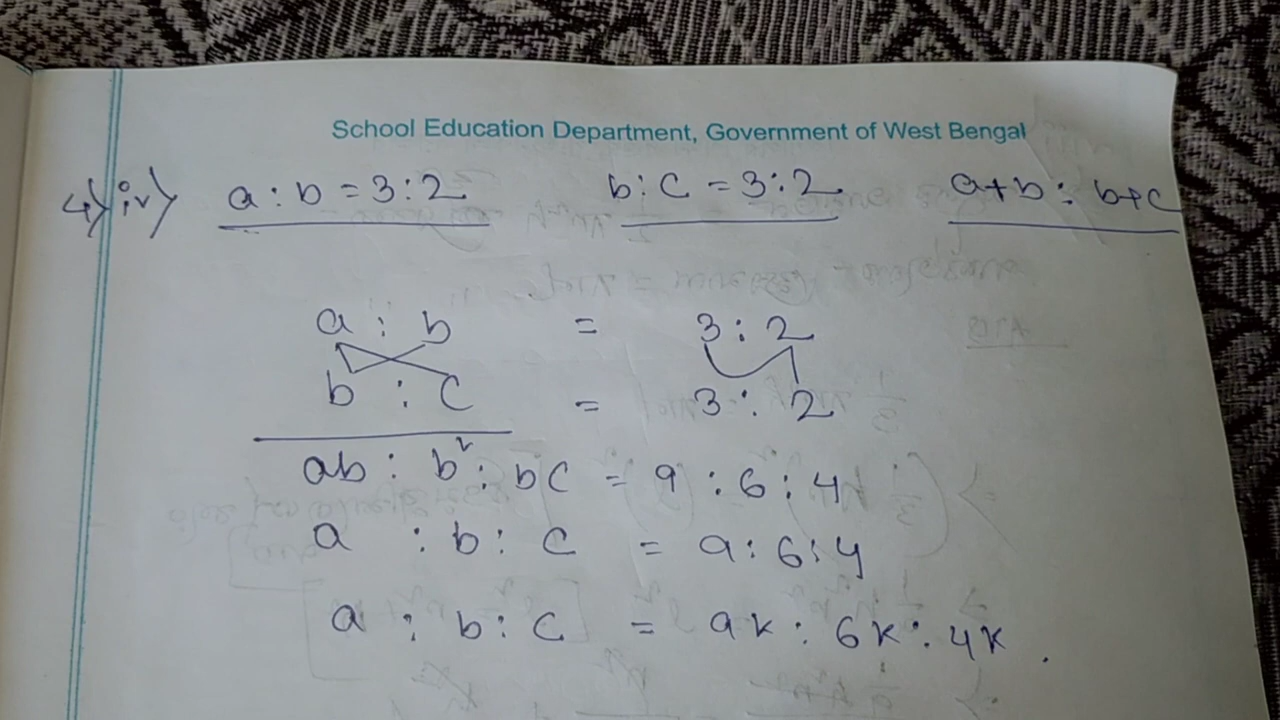 School Education Department, Government of West Bengal
4) iv) a : b = 3:2 b : c = 3:2 a+b : b+c
a : b = 3 : 2
b : c = 3 : 2
ab : b² : bc = 9 : 6 : 4
a : b : c = 9 : 6 : 4
a : b : c = 9k : 6k : 4k .